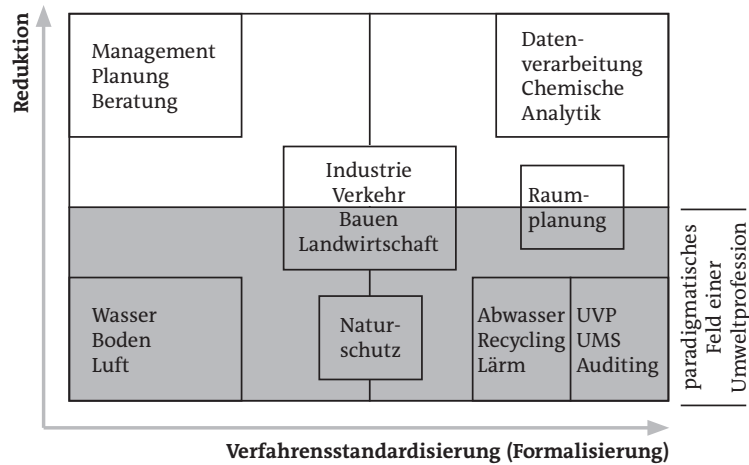 Reduktion
Management
Planung
Beratung
Daten-
verarbeitung
Chemische
Analytik
Industrie
Verkehr
Bauen
Landwirtschaft
Raum-
planung
Wasser
Boden
Luft
Natur-
schutz
Abwasser
Recycling
Lärm
UVP
UMS
Auditing
paradigmatisches
Feld einer
Umweltprofession
Verfahrensstandardisierung (Formalisierung)